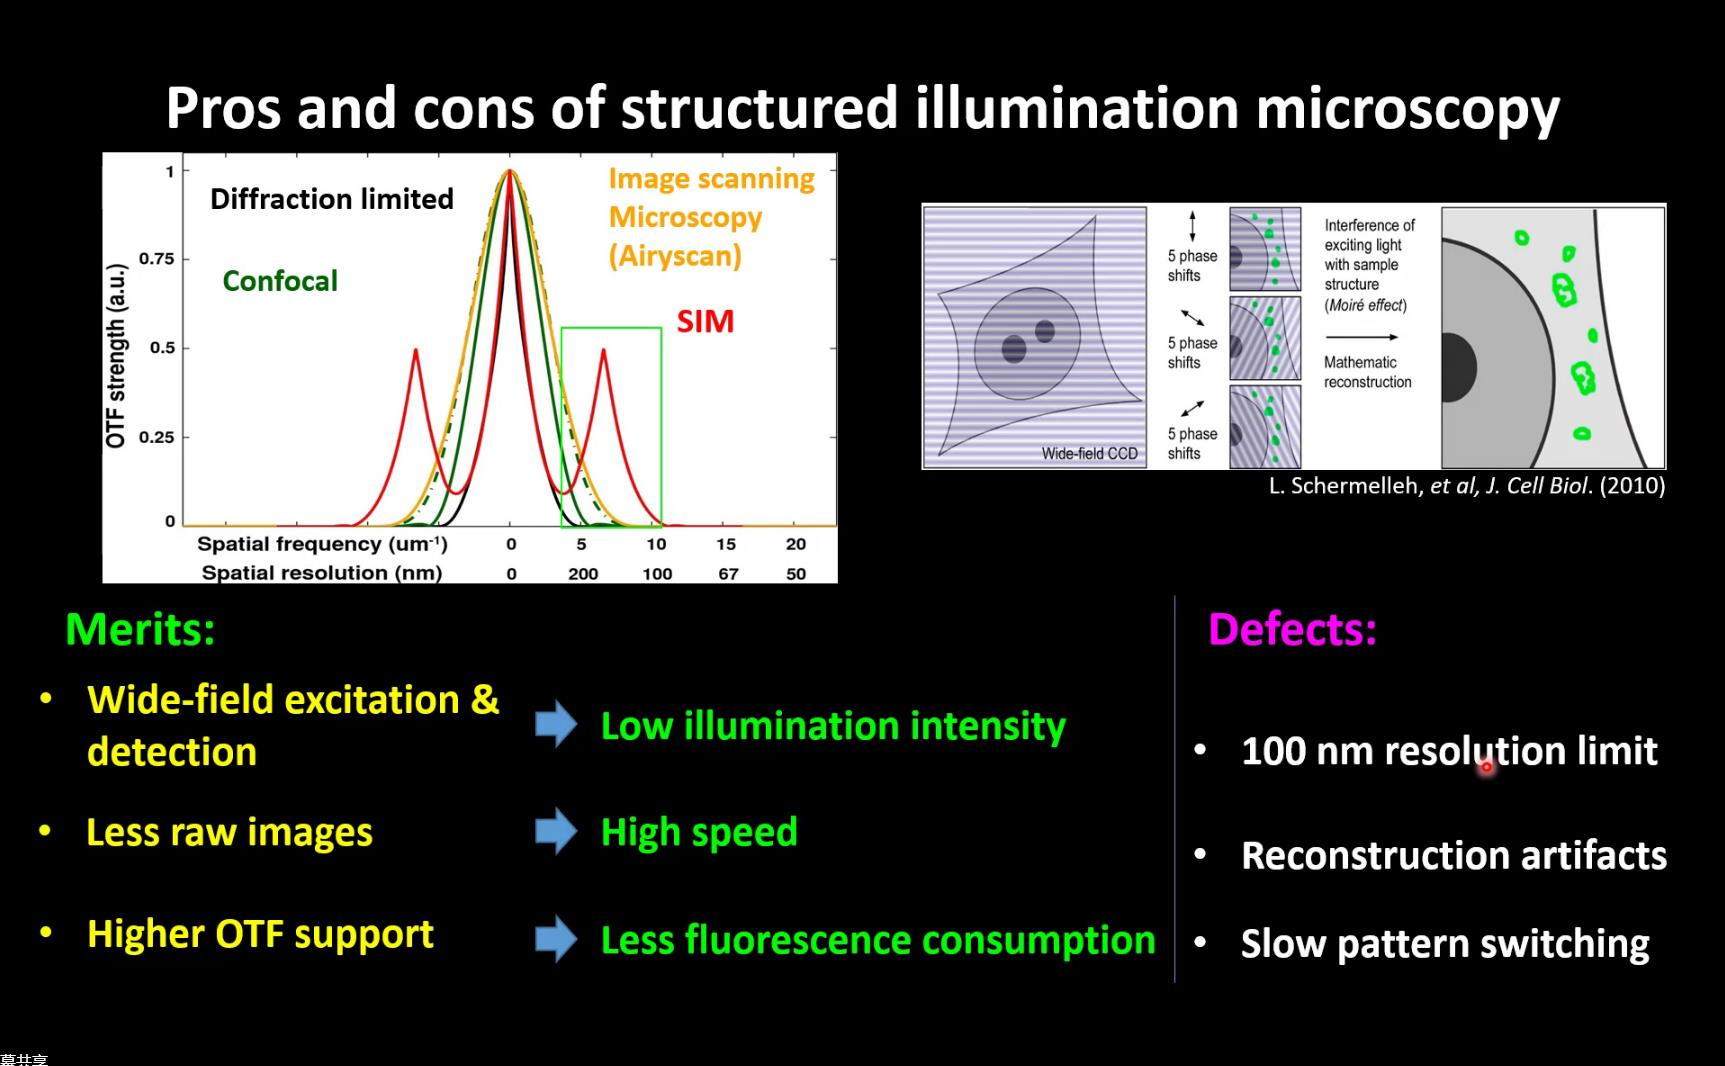 Pros and cons of structured illumination microscopy
1
0.75
0.5
0.25
0
OTF strength (a.u.)
Diffraction limited
Confocal
Image scanning
Microscopy
(Airyscan)
SIM
Spatial frequency (um⁻¹) 0 5 10 15 20
Spatial resolution (nm) 0 200 100 67 50
Wide-field CCD
5 phase
shifts
5 phase
shifts
5 phase
shifts
Interference of
exciting light
with sample
structure
(Moiré effect)
Mathematic
reconstruction
L. Schermelleh, et al, J. Cell Biol. (2010)
Merits:
• Wide-field excitation &
detection
Low illumination intensity
• Less raw images
High speed
• Higher OTF support
Less fluorescence consumption
Defects:
• 100 nm resolution limit
• Reconstruction artifacts
• Slow pattern switching
幕共享